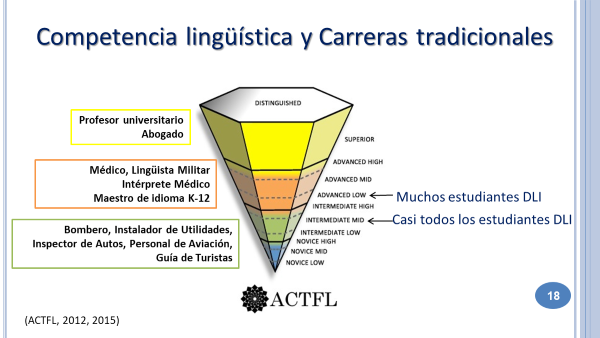 Competencia lingüística y Carreras tradicionales
DISTINGUISHED
Profesor universitario
Abogado
SUPERIOR
ADVANCED HIGH
Médico, Lingüista Militar
Intérprete Médico
Maestro de idioma K-12
ADVANCED MID
ADVANCED LOW
Muchos estudiantes DLI
INTERMEDIATE HIGH
INTERMEDIATE MID
Casi todos los estudiantes DLI
Bombero, Instalador de Utilidades,
Inspector de Autos, Personal de Aviación,
Guía de Turistas
INTERMEDIATE LOW
NOVICE HIGH
NOVICE MID
NOVICE LOW
ACTFL
18
(ACTFL, 2012, 2015)